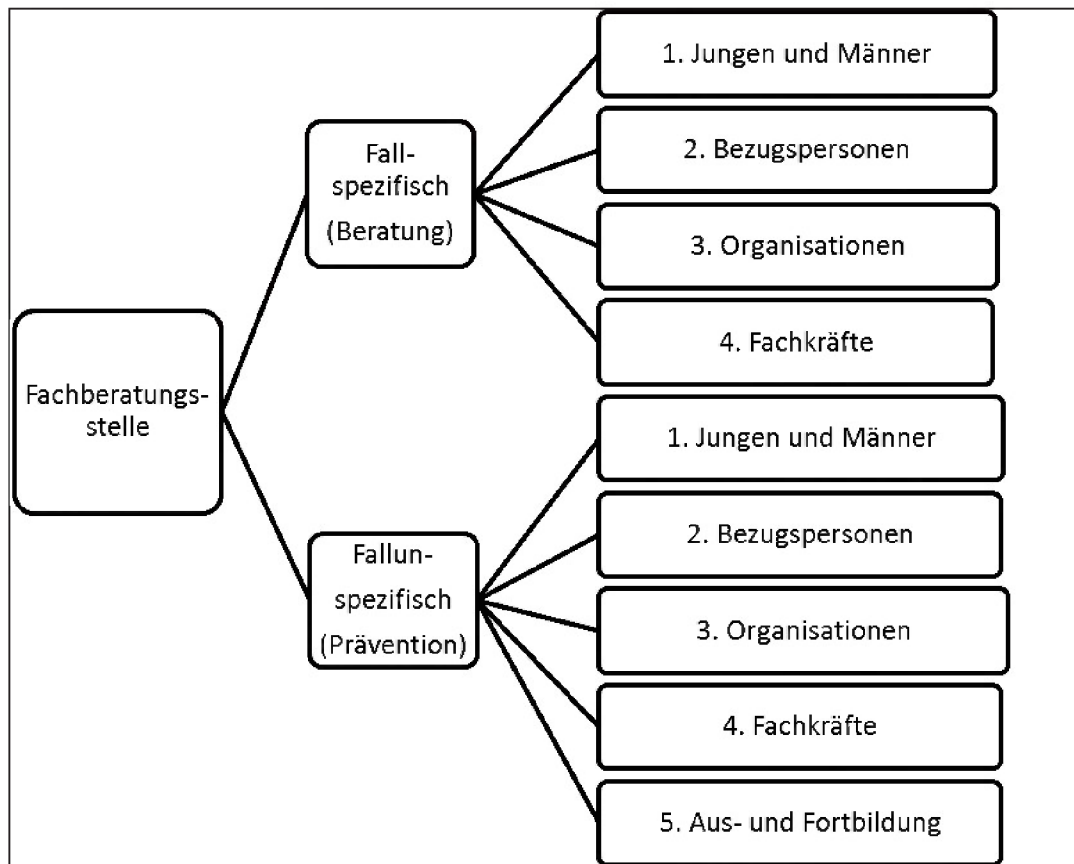 Fachberatungs-
stelle
Fall-
spezifisch
(Beratung)
1. Jungen und Männer
2. Bezugspersonen
3. Organisationen
4. Fachkräfte
Fallun-
spezifisch
(Prävention)
1. Jungen und Männer
2. Bezugspersonen
3. Organisationen
4. Fachkräfte
5. Aus- und Fortbildung